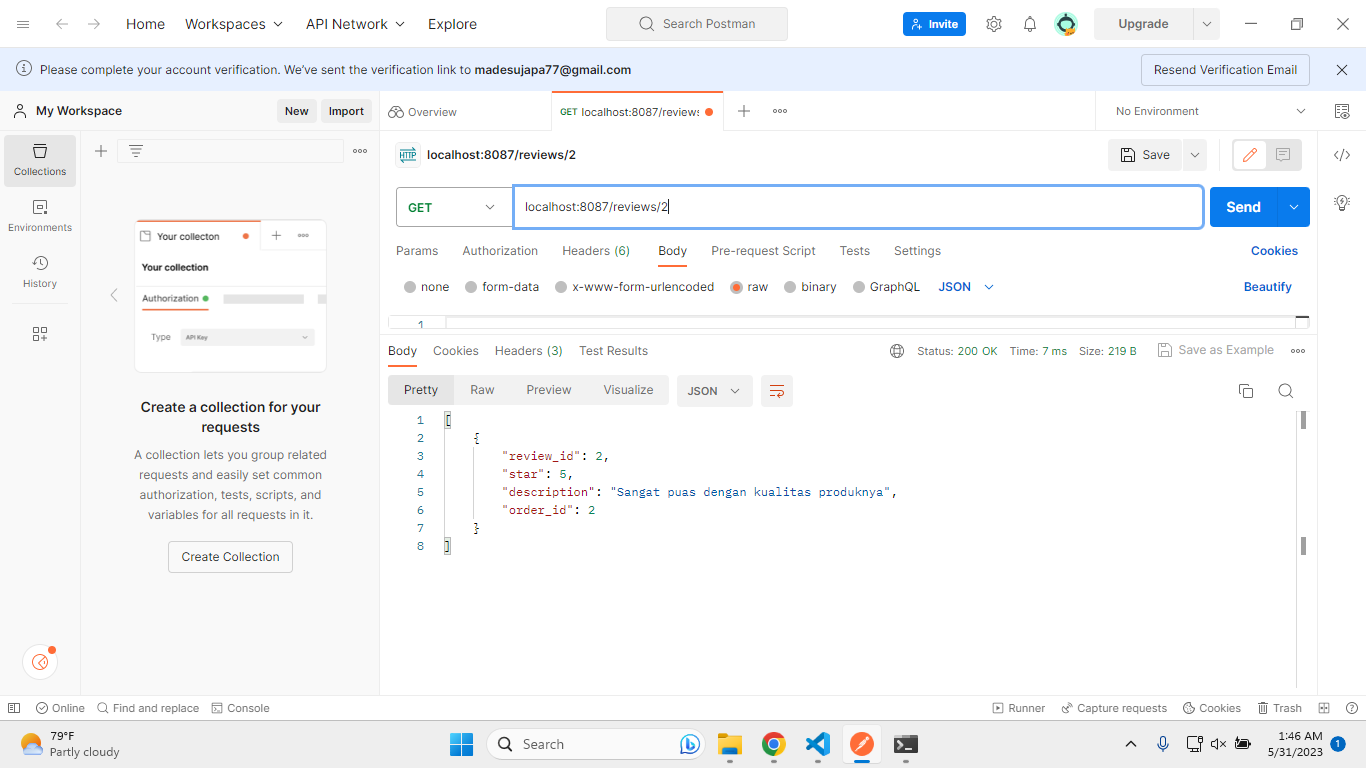 Home Workspaces API Network Explore Search Postman Invite Upgrade
Please complete your account verification. We've sent the verification link to madesujapa77@gmail.com Resend Verification Email
My Workspace New Import Overview GET localhost:8087/reviews No Environment
Collections
Environments
History
Your collecton
Your collection
Authorization
Type API Key
Create a collection for your
requests
A collection lets you group related
requests and easily set common
authorization, tests, scripts, and
variables for all requests in it.
Create Collection
HTTP localhost:8087/reviews/2 Save
GET localhost:8087/reviews/2 Send
Params Authorization Headers (6) Body Pre-request Script Tests Settings Cookies
none form-data x-www-form-urlencoded raw binary GraphQL JSON Beautify
1
Body Cookies Headers (3) Test Results Status: 200 OK Time: 7 ms Size: 219 B Save as Example
Pretty Raw Preview Visualize JSON
1 [
2 {
3 "review_id": 2,
4 "star": 5,
5 "description": "Sangat puas dengan kualitas produknya",
6 "order_id": 2
7 }
8 ]
Online Find and replace Console Runner Capture requests Cookies Trash
79°F
Partly cloudy
Search
1:46 AM
5/31/2023
1